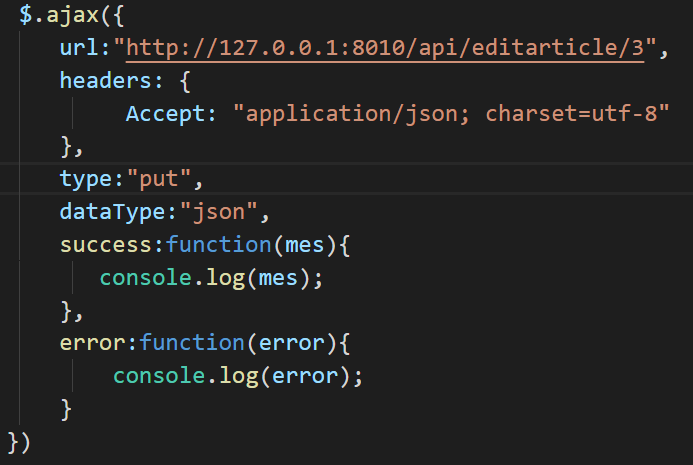 $.ajax({
url:"http://127.0.0.1:8010/api/editarticle/3",
headers: {
Accept: "application/json; charset=utf-8"
},
type:"put",
dataType:"json",
success:function(mes){
console.log(mes);
},
error:function(error){
console.log(error);
}
})